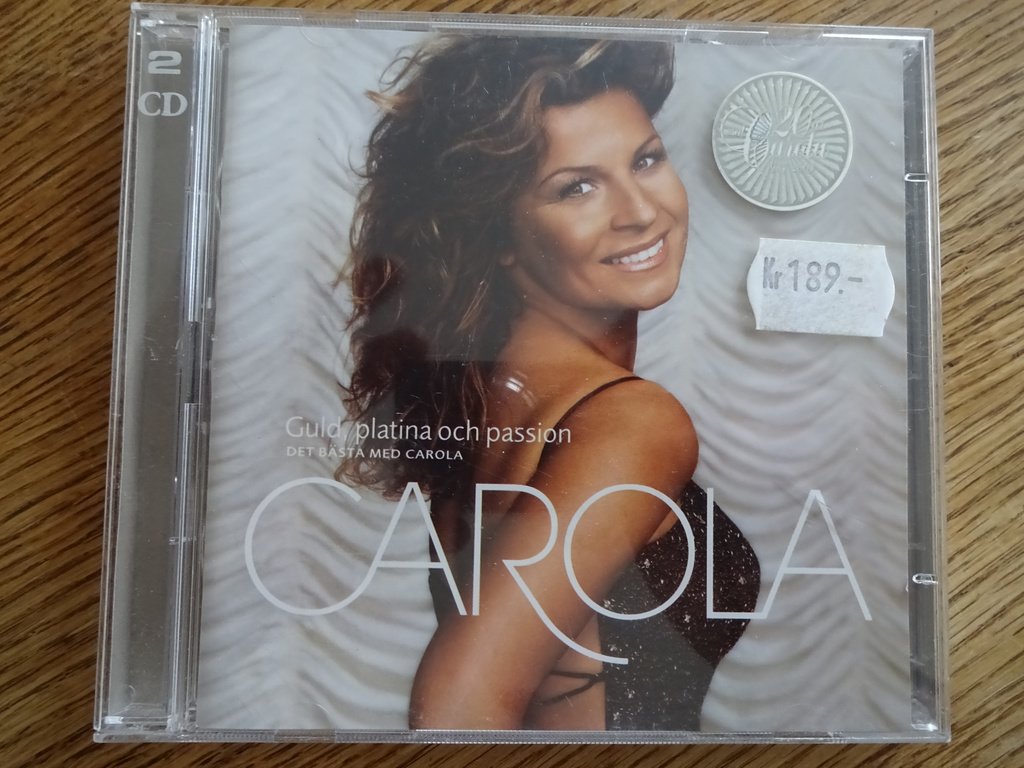 2
CD
Kr 189.-
Guld, platina och passion
DET BÄSTA MED CAROLA
CAROLA